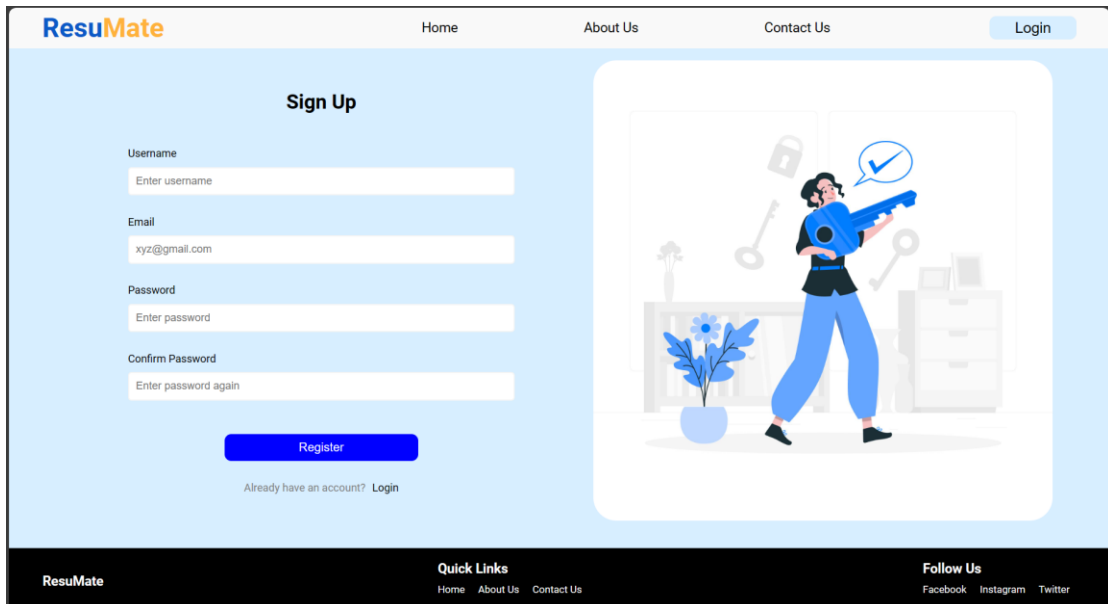 ResuMate Home About Us Contact Us Login
Sign Up
Username
Enter username
Email
xyz@gmail.com
Password
Enter password
Confirm Password
Enter password again
Register
Already have an account? Login
ResuMate
Quick Links
Home About Us Contact Us
Follow Us
Facebook Instagram Twitter